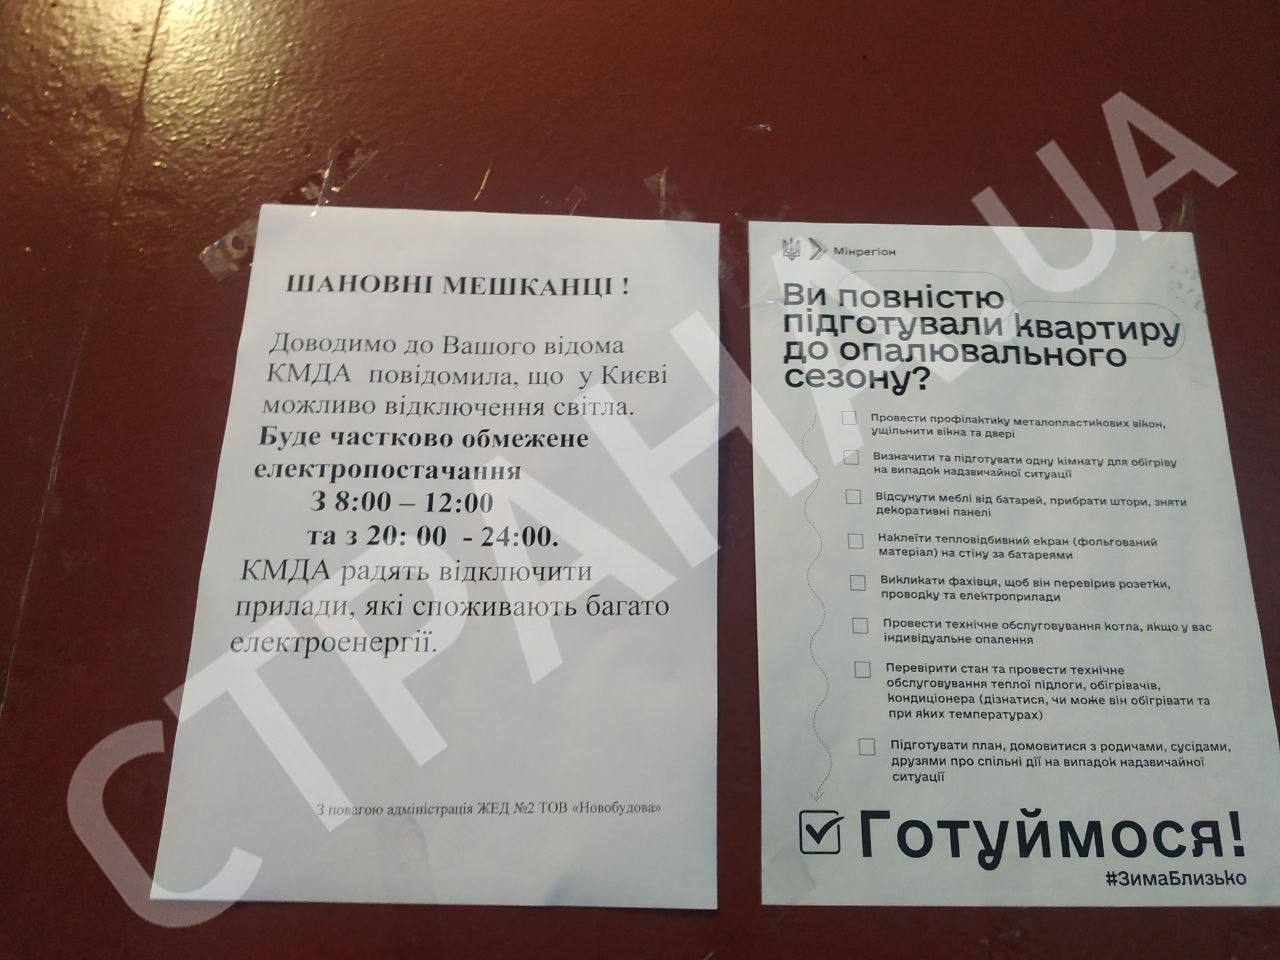 ШАНОВНІ МЕШКАНЦІ !
Доводимо до Вашого відома
КМДА повідомила, що у Києві
можливо відключення світла.
Буде частково обмежене
електропостачання
З 8:00 – 12:00
та з 20: 00 - 24:00.
КМДА радять відключити
прилади, які споживають багато
електроенергії.
З повагою адміністрація ЖЕД №2 ТОВ «Новобудова»
Мінрегіон
Ви повністю
підготували квартиру
до опалювального
сезону?
Провести профілактику металопластикових вікон,
ущільнити вікна та двері
Визначити та підготувати одну кімнату для обігріву
на випадок надзвичайної ситуації
Відсунути меблі від батарей, прибрати штори, зняти
декоративні панелі
Наклеїти тепловідбивний екран (фольгований
матеріал) на стіну за батареями
Викликати фахівця, щоб він перевірив розетки,
проводку та електроприлади
Провести технічне обслуговування котла, якщо у вас
індивідуальне опалення
Перевірити стан та провести технічне
обслуговування теплої підлоги, обігрівачів,
кондиціонера (дізнатися, чи може він обігрівати та
при яких температурах)
Підготувати план, домовитися з родичами, сусідами,
друзями про спільні дії на випадок надзвичайної
ситуації
Готуймося!
#ЗимаБлизько
СТРАНА.UA